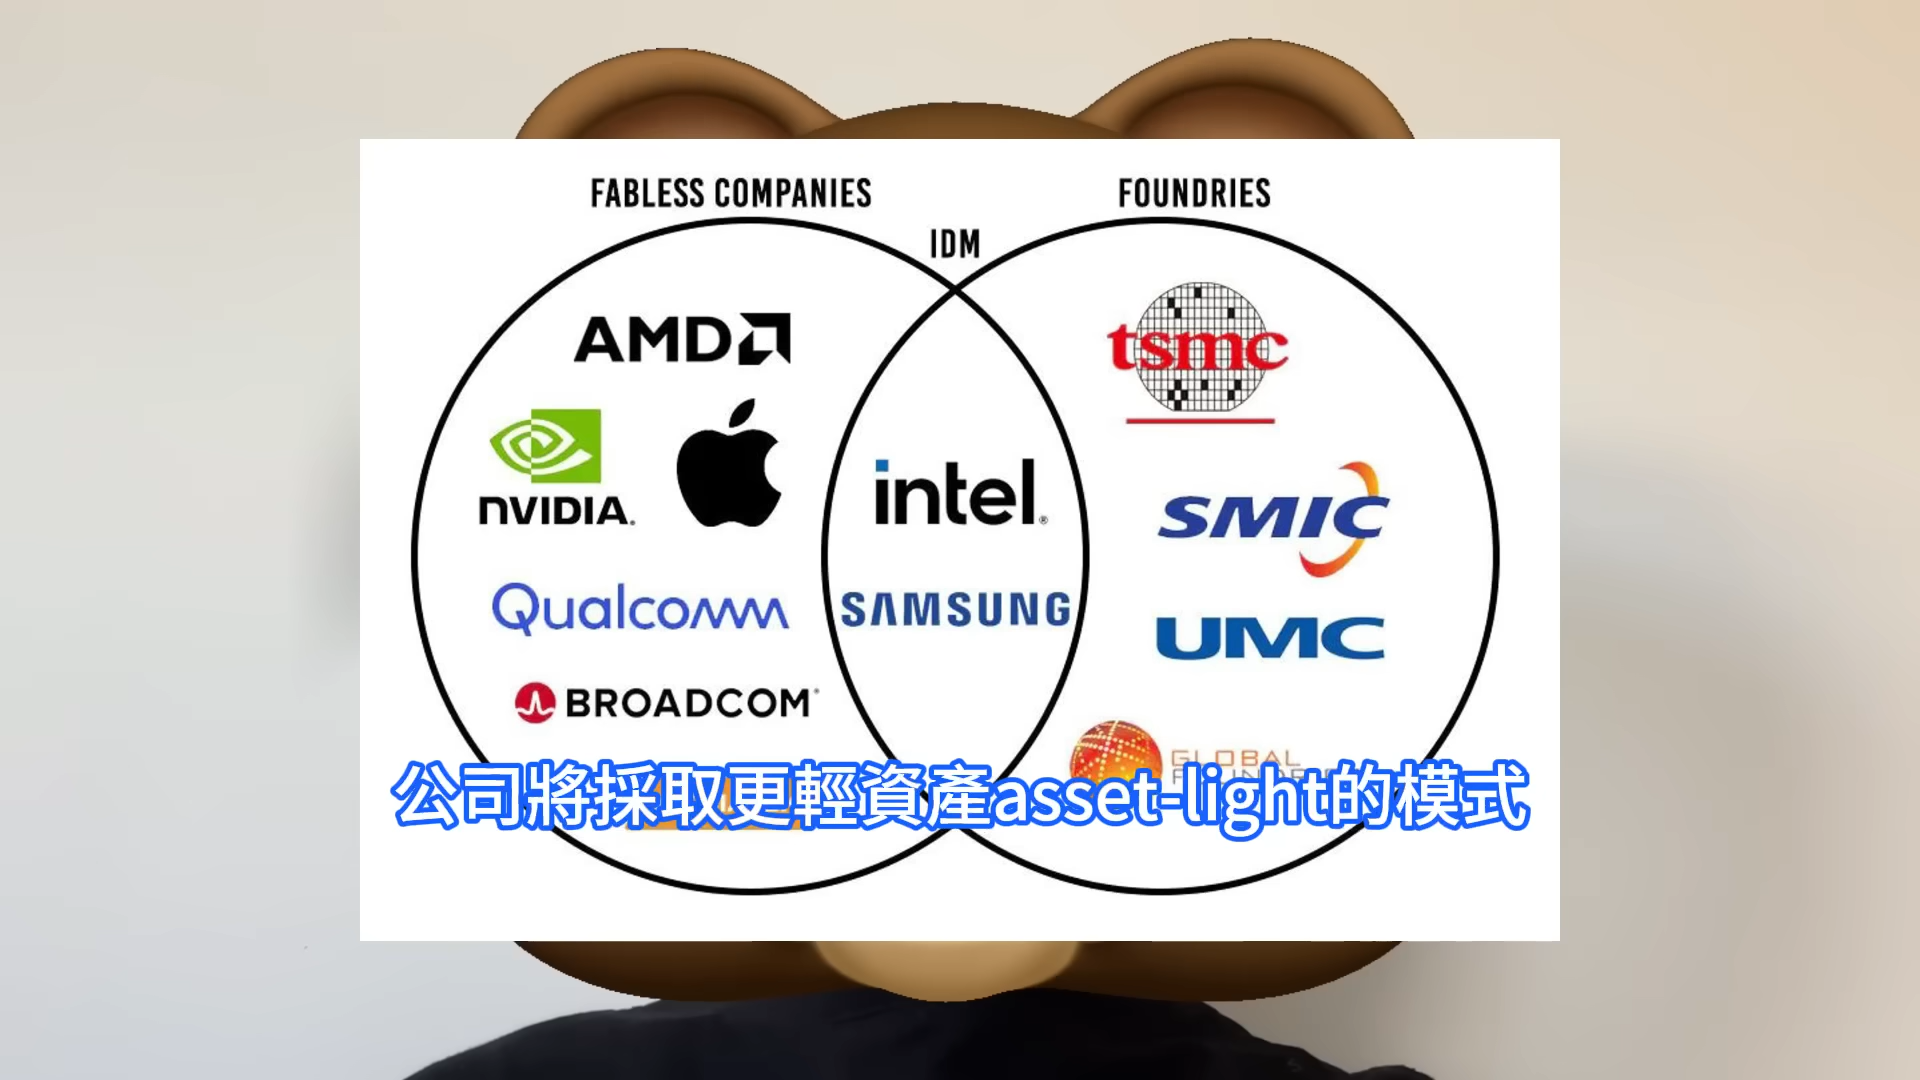 FABLESS COMPANIES
FOUNDRIES
IDM
AMD
tsmc
NVIDIA.
intel
SMIC
Qualcomm
SAMSUNG
UMC
BROADCOM
GLOBAL
公司將採取更輕資產asset-light的模式